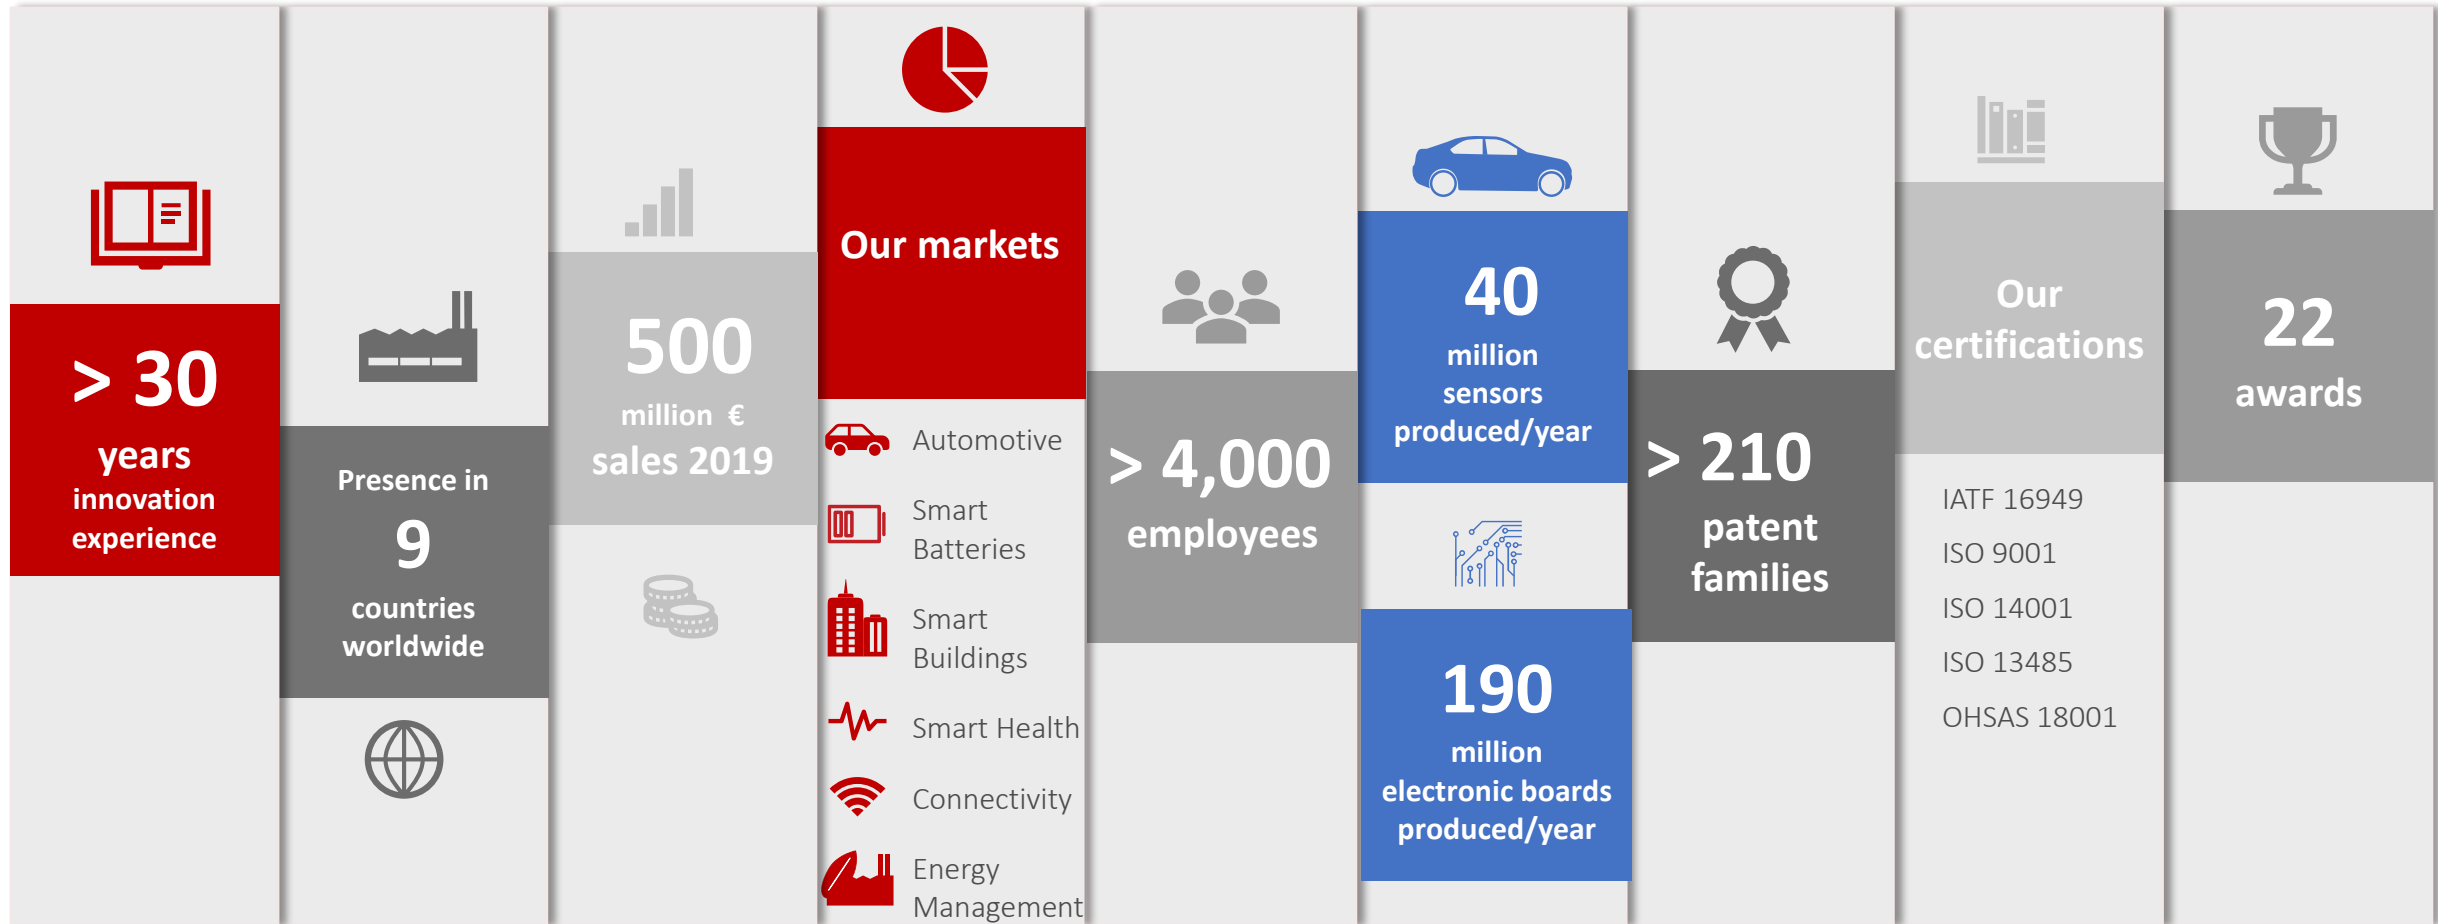 > 30
years
innovation
experience
Presence in
9
countries
worldwide
500
million €
sales 2019
Our markets
Automotive
Smart
Batteries
Smart
Buildings
Smart Health
Connectivity
Energy
Management
> 4,000
employees
40
million
sensors
produced/year
190
million
electronic boards
produced/year
> 210
patent
families
Our
certifications
IATF 16949
ISO 9001
ISO 14001
ISO 13485
OHSAS 18001
22
awards